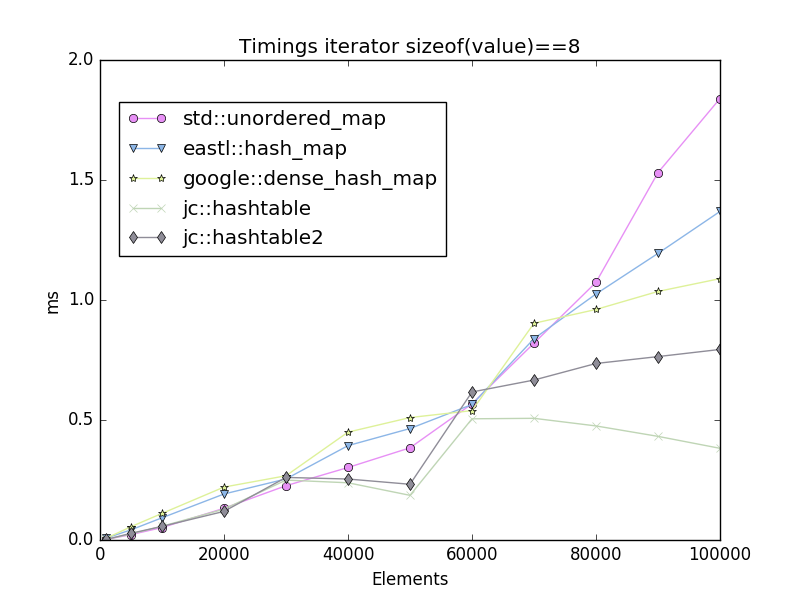 Timings iterator sizeof(value)==8
2.0
std::unordered_map
eastl::hash_map
google::dense_hash_map
jc::hashtable
jc::hashtable2
1.5
1.0
ms
0.5
0.0
0 20000 40000 60000 80000 100000
Elements